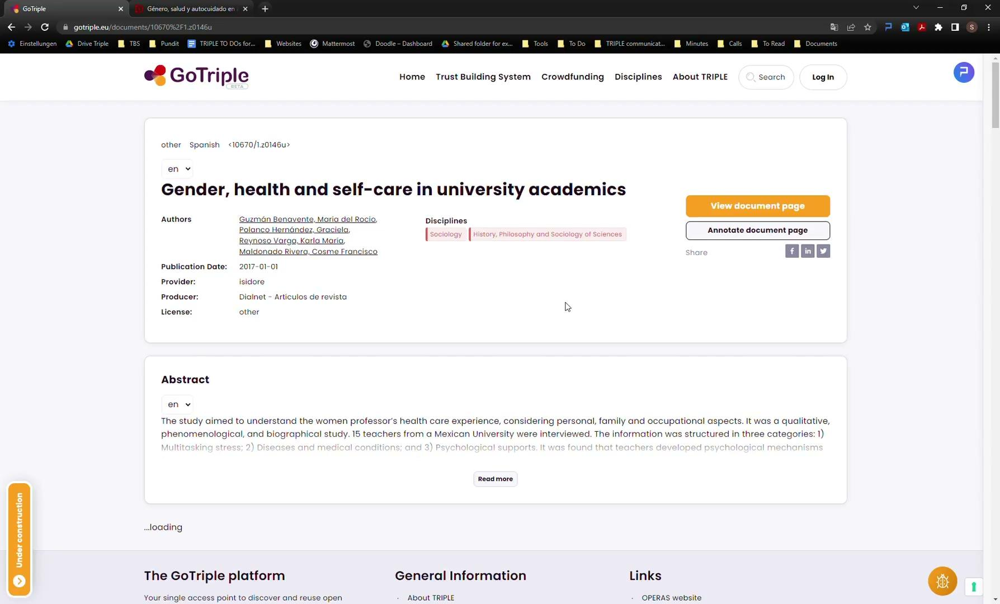 GoTriple
Género, salud y autocuidado en
gotriple.eu/documents/10670%2F1.z0146u
S
Einstellungen
Drive Triple
TBS
Pundit
TRIPLE TO DOs for...
Websites
Mattermost
Doodle – Dashboard
Shared folder for ex...
Tools
To Do
TRIPLE communicat...
Minutes
Calls
To Read
Documents
GoTriple
BETA
Home
Trust Building System
Crowdfunding
Disciplines
About TRIPLE
Search
Log In
other Spanish <10670/1.z0146u>
en
Gender, health and self-care in university academics
Authors
Guzmán Benavente, María del Rocío,
Polanco Hernández, Graciela,
Reynoso Varga, Karla María,
Maldonado Rivera, Cosme Francisco
Publication Date: 2017-01-01
Provider: isidore
Producer: Dialnet - Artículos de revista
License: other
Disciplines
Sociology
History, Philosophy and Sociology of Sciences
View document page
Annotate document page
Share
Abstract
en
The study aimed to understand the women professor's health care experience, considering personal, family and occupational aspects. It was a qualitative,
phenomenological, and biographical study. 15 teachers from a Mexican University were interviewed. The information was structured in three categories: 1)
Multitasking stress; 2) Diseases and medical conditions; and 3) Psychological supports. It was found that teachers developed psychological mechanisms
Read more
...loading
Under construction
The GoTriple platform
Your single access point to discover and reuse open
General Information
· About TRIPLE
Links
· OPERAS website